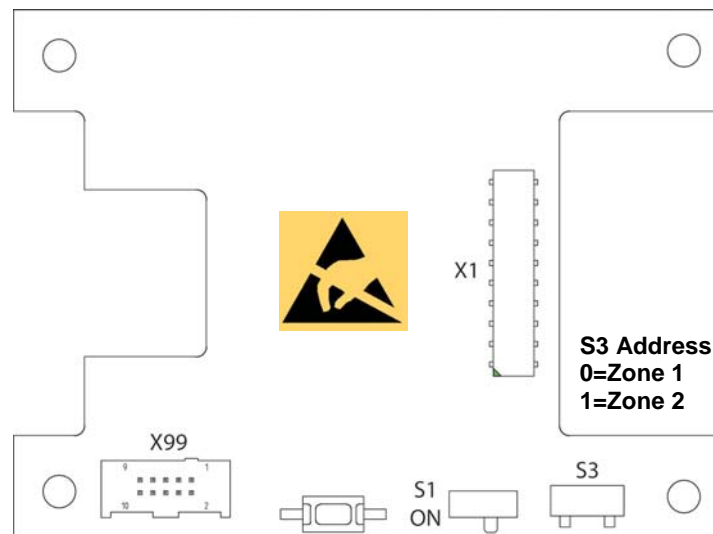 X1
S3 Address
0=Zone 1
1=Zone 2
X99
9 1
10 2
S1
ON
S3